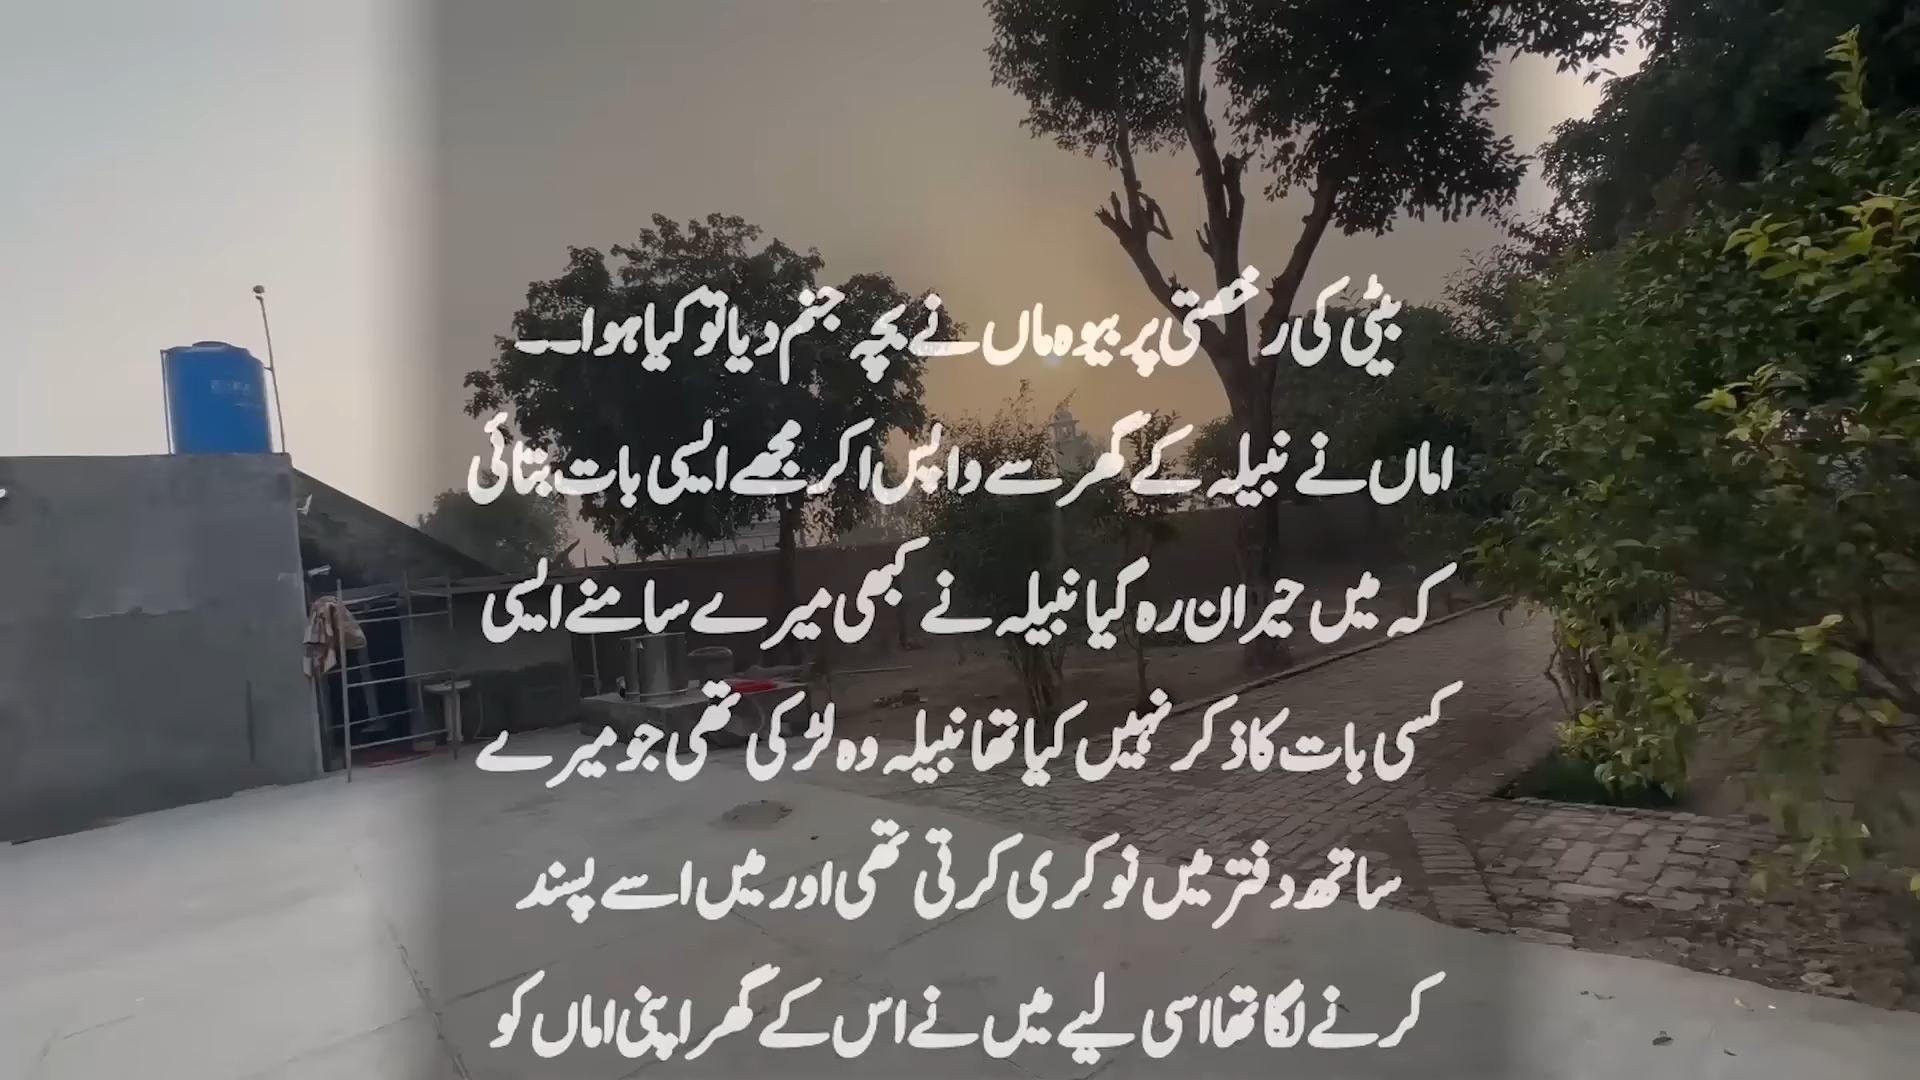 بیٹی کی رخصتی پر بیوہ ماں نے بچہ جنم دیا تو کیا ہوا۔۔
اماں نے نبیلہ کے گھر سے واپس ا کر مجھے ایسی بات بتائی
کہ میں حیران رہ گیا نبیلہ نے کبھی میرے سامنے ایسی
کسی بات کا ذکر نہیں کیا تھا نبیلہ وہ لڑکی تھی جو میرے
ساتھ دفتر میں نوکری کرتی تھی اور میں اسے پسند
کرنے لگا تھا اسی لیے میں نے اس کے گھر اپنی اماں کو